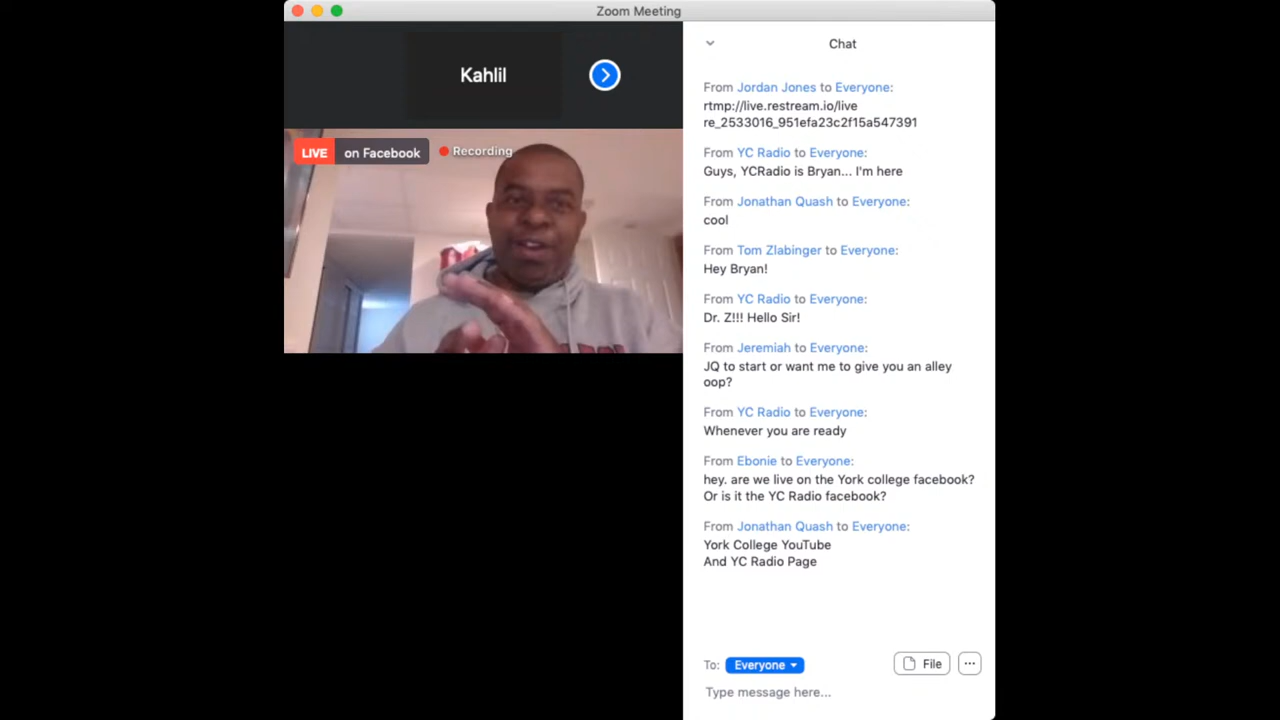 Zoom Meeting
Kahlil
LIVE on Facebook
Recording
Chat
From Jordan Jones to Everyone:
rtmp://live.restream.io/live
re_2533016_951efa23c2f15a547391
From YC Radio to Everyone:
Guys, YCRadio is Bryan... I'm here
From Jonathan Quash to Everyone:
cool
From Tom Zlabinger to Everyone:
Hey Bryan!
From YC Radio to Everyone:
Dr. Z!!! Hello Sir!
From Jeremiah to Everyone:
JQ to start or want me to give you an alley
oop?
From YC Radio to Everyone:
Whenever you are ready
From Ebonie to Everyone:
hey. are we live on the York college facebook?
Or is it the YC Radio facebook?
From Jonathan Quash to Everyone:
York College YouTube
And YC Radio Page
To: Everyone
File
Type message here...